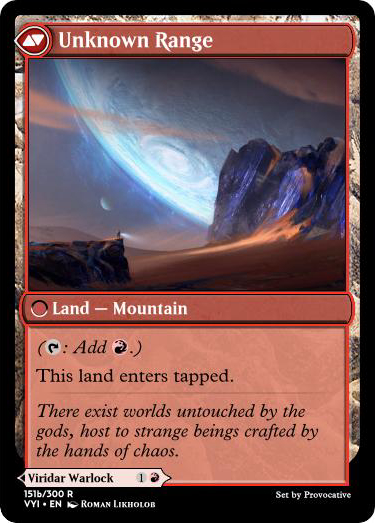 Unknown Range
Land — Mountain
(: Add .)
This land enters tapped.
There exist worlds untouched by the
gods, host to strange beings crafted by
the hands of chaos.
Viridar Warlock 1
151b/300 R
VYI • EN Roman Likholob
Set by Provocative